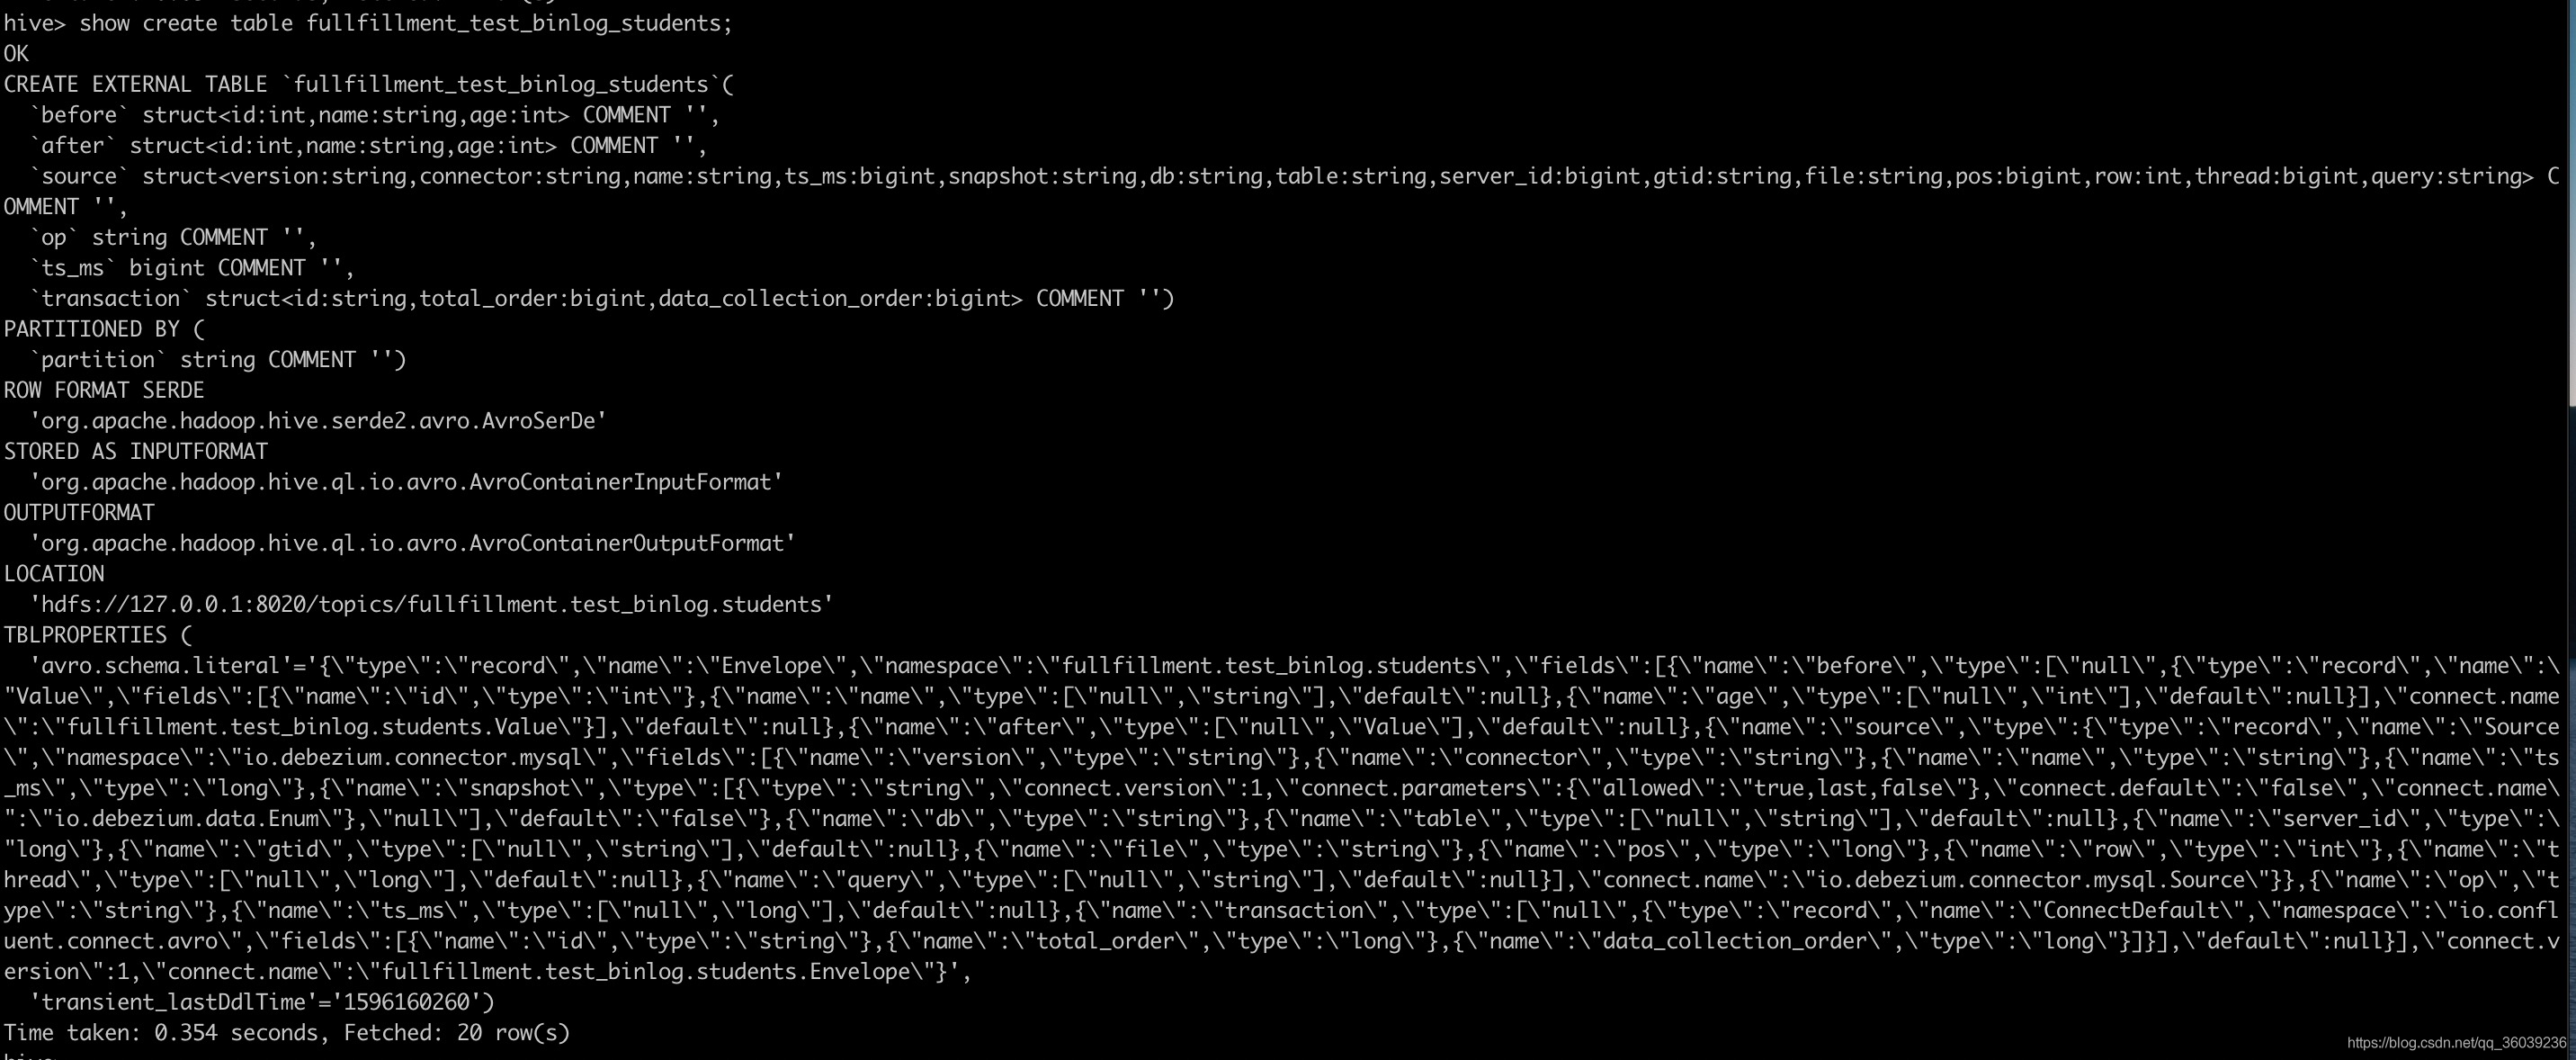 hive> show create table fullfillment_test_binlog_students;
OK
CREATE EXTERNAL TABLE `fullfillment_test_binlog_students`(
  `before` struct<id:int,name:string,age:int> COMMENT '',
  `after` struct<id:int,name:string,age:int> COMMENT '',
  `source` struct<version:string,connector:string,name:string,ts_ms:bigint,snapshot:string,db:string,table:string,server_id:bigint,gtid:string,file:string,pos:bigint,row:int,thread:bigint,query:string> C
OMMENT '',
  `op` string COMMENT '',
  `ts_ms` bigint COMMENT '',
  `transaction` struct<id:string,total_order:bigint,data_collection_order:bigint> COMMENT '')
PARTITIONED BY (
  `partition` string COMMENT '')
ROW FORMAT SERDE
  'org.apache.hadoop.hive.serde2.avro.AvroSerDe'
STORED AS INPUTFORMAT
  'org.apache.hadoop.hive.ql.io.avro.AvroContainerInputFormat'
OUTPUTFORMAT
  'org.apache.hadoop.hive.ql.io.avro.AvroContainerOutputFormat'
LOCATION
  'hdfs://127.0.0.1:8020/topics/fullfillment.test_binlog.students'
TBLPROPERTIES (
  'avro.schema.literal'='{\"type\":\"record\",\"name\":\"Envelope\",\"namespace\":\"fullfillment.test_binlog.students\",\"fields\":[{\"name\":\"before\",\"type\":[\"null\",{\"type\":\"record\",\"name\":\
"Value\",\"fields\":[{\"name\":\"id\",\"type\":\"int\"},{\"name\":\"name\",\"type\":[\"null\",\"string\"],\"default\":null},{\"name\":\"age\",\"type\":[\"null\",\"int\"],\"default\":null}],\"connect.name
\":\"fullfillment.test_binlog.students.Value\"}],\"default\":null},{\"name\":\"after\",\"type\":[\"null\",\"Value\"],\"default\":null},{\"name\":\"source\",\"type\":{\"type\":\"record\",\"name\":\"Source
\",\"namespace\":\"io.debezium.connector.mysql\",\"fields\":[{\"name\":\"version\",\"type\":\"string\"},{\"name\":\"connector\",\"type\":\"string\"},{\"name\":\"name\",\"type\":\"string\"},{\"name\":\"ts
_ms\",\"type\":\"long\"},{\"name\":\"snapshot\",\"type\":[{\"type\":\"string\",\"connect.version\":1,\"connect.parameters\":{\"allowed\":\"true,last,false\"},\"connect.default\":\"false\",\"connect.name\
":\"io.debezium.data.Enum\"},\"null\"],\"default\":\"false\"},{\"name\":\"db\",\"type\":\"string\"},{\"name\":\"table\",\"type\":[\"null\",\"string\"],\"default\":null},{\"name\":\"server_id\",\"type\":\
"long\"},{\"name\":\"gtid\",\"type\":[\"null\",\"string\"],\"default\":null},{\"name\":\"file\",\"type\":\"string\"},{\"name\":\"pos\",\"type\":\"long\"},{\"name\":\"row\",\"type\":\"int\"},{\"name\":\"t
hread\",\"type\":[\"null\",\"long\"],\"default\":null},{\"name\":\"query\",\"type\":[\"null\",\"string\"],\"default\":null}],\"connect.name\":\"io.debezium.connector.mysql.Source\"}},{\"name\":\"op\",\"t
ype\":\"string\"},{\"name\":\"ts_ms\",\"type\":[\"null\",\"long\"],\"default\":null},{\"name\":\"transaction\",\"type\":[\"null\",{\"type\":\"record\",\"name\":\"ConnectDefault\",\"namespace\":\"io.confl
uent.connect.avro\",\"fields\":[{\"name\":\"id\",\"type\":\"string\"},{\"name\":\"total_order\",\"type\":\"long\"},{\"name\":\"data_collection_order\",\"type\":\"long\"}]}],\"default\":null}],\"connect.v
ersion\":1,\"connect.name\":\"fullfillment.test_binlog.students.Envelope\"}',
  'transient_lastDdlTime'='1596160260')
Time taken: 0.354 seconds, Fetched: 20 row(s)
https://blog.csdn.net/qq_36039236